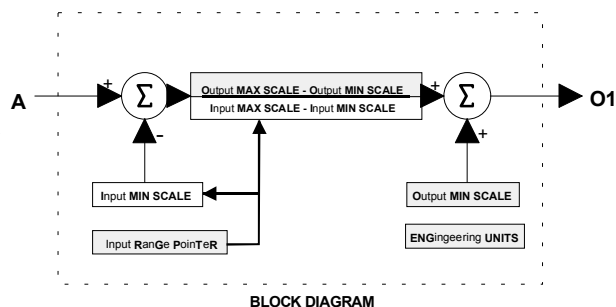 +
+
Output MAX SCALE - Output MIN SCALE
A
Σ
Σ
O1
Input MAX SCALE - Input MIN SCALE
-
+
Input MIN SCALE
Output MIN SCALE
Input RanGe PoinTeR
ENGineering UNITS
BLOCK DIAGRAM